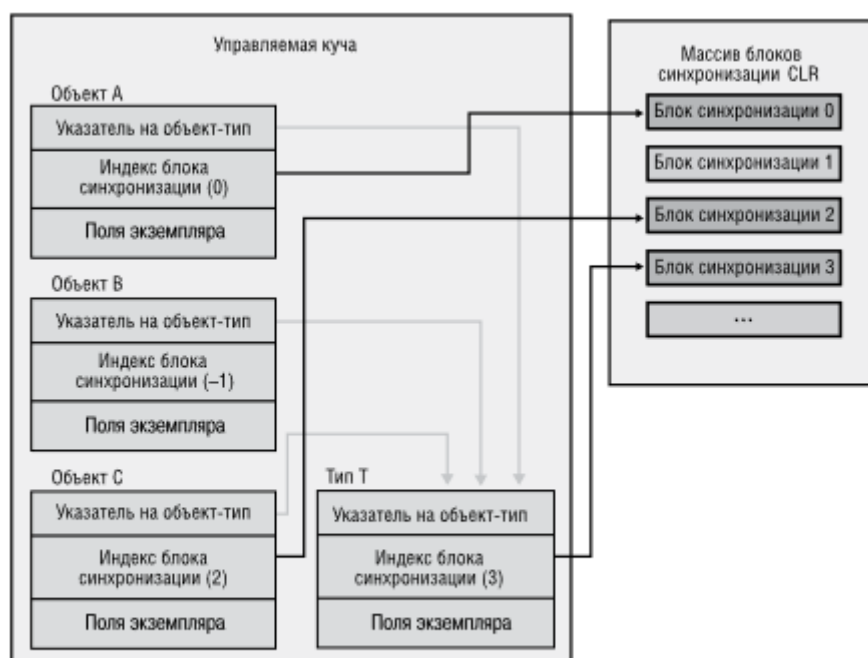 Управляемая куча
Объект A
Указатель на объект-тип
Индекс блока
синхронизации (0)
Поля экземпляра
Объект B
Указатель на объект-тип
Индекс блока
синхронизации (–1)
Поля экземпляра
Объект C
Указатель на объект-тип
Индекс блока
синхронизации (2)
Поля экземпляра
Тип T
Указатель на объект-тип
Индекс блока
синхронизации (3)
Поля экземпляра
Массив блоков
синхронизации CLR
Блок синхронизации 0
Блок синхронизации 1
Блок синхронизации 2
Блок синхронизации 3
...